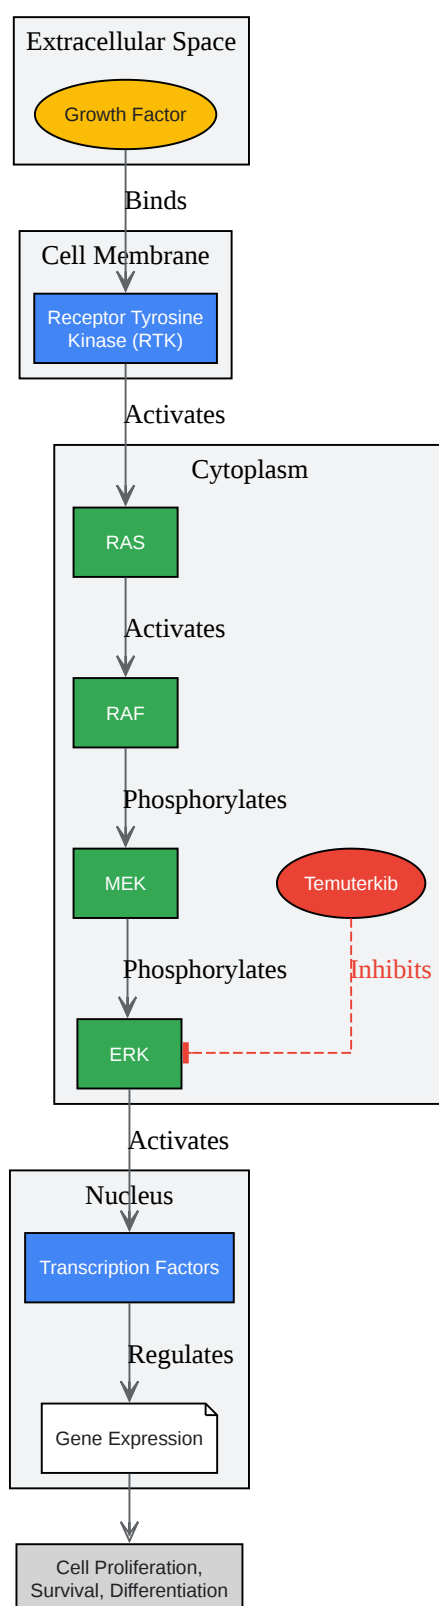 Extracellular Space
Growth Factor
Binds
Cell Membrane
Receptor Tyrosine
Kinase (RTK)
Activates
Cytoplasm
RAS
Activates
RAF
Phosphorylates
MEK
Temuterkib
Phosphorylates
Inhibits
ERK
Activates
Nucleus
Transcription Factors
Regulates
Gene Expression
Cell Proliferation,
Survival, Differentiation